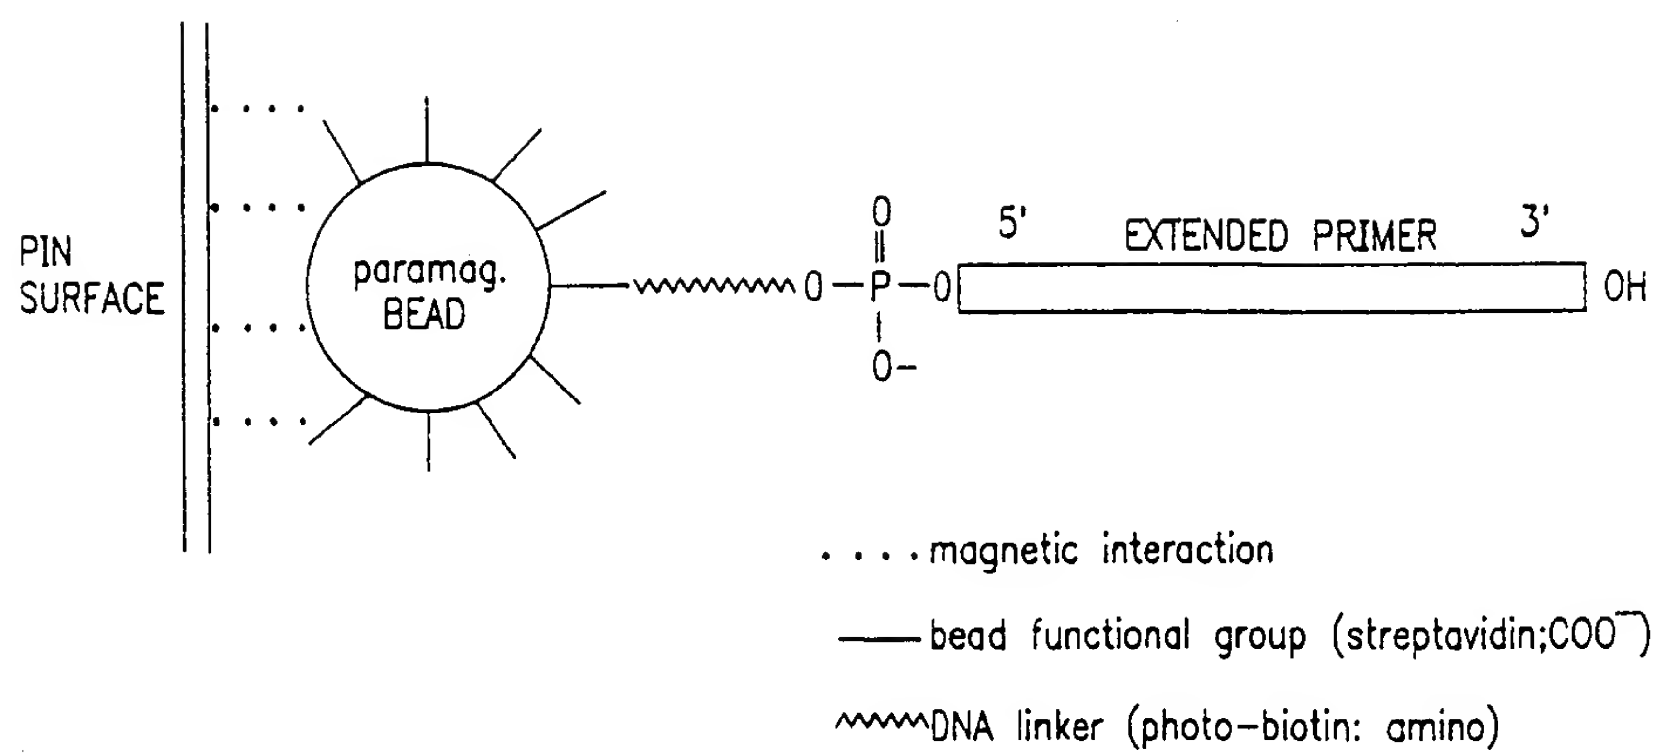 PIN
SURFACE
paramag.
BEAD
O
||
O—P—O
|
O–
5' EXTENDED PRIMER 3'
OH
. . . . magnetic interaction
bead functional group (streptavidin;COO⁻)
DNA linker (photo-biotin: amino)